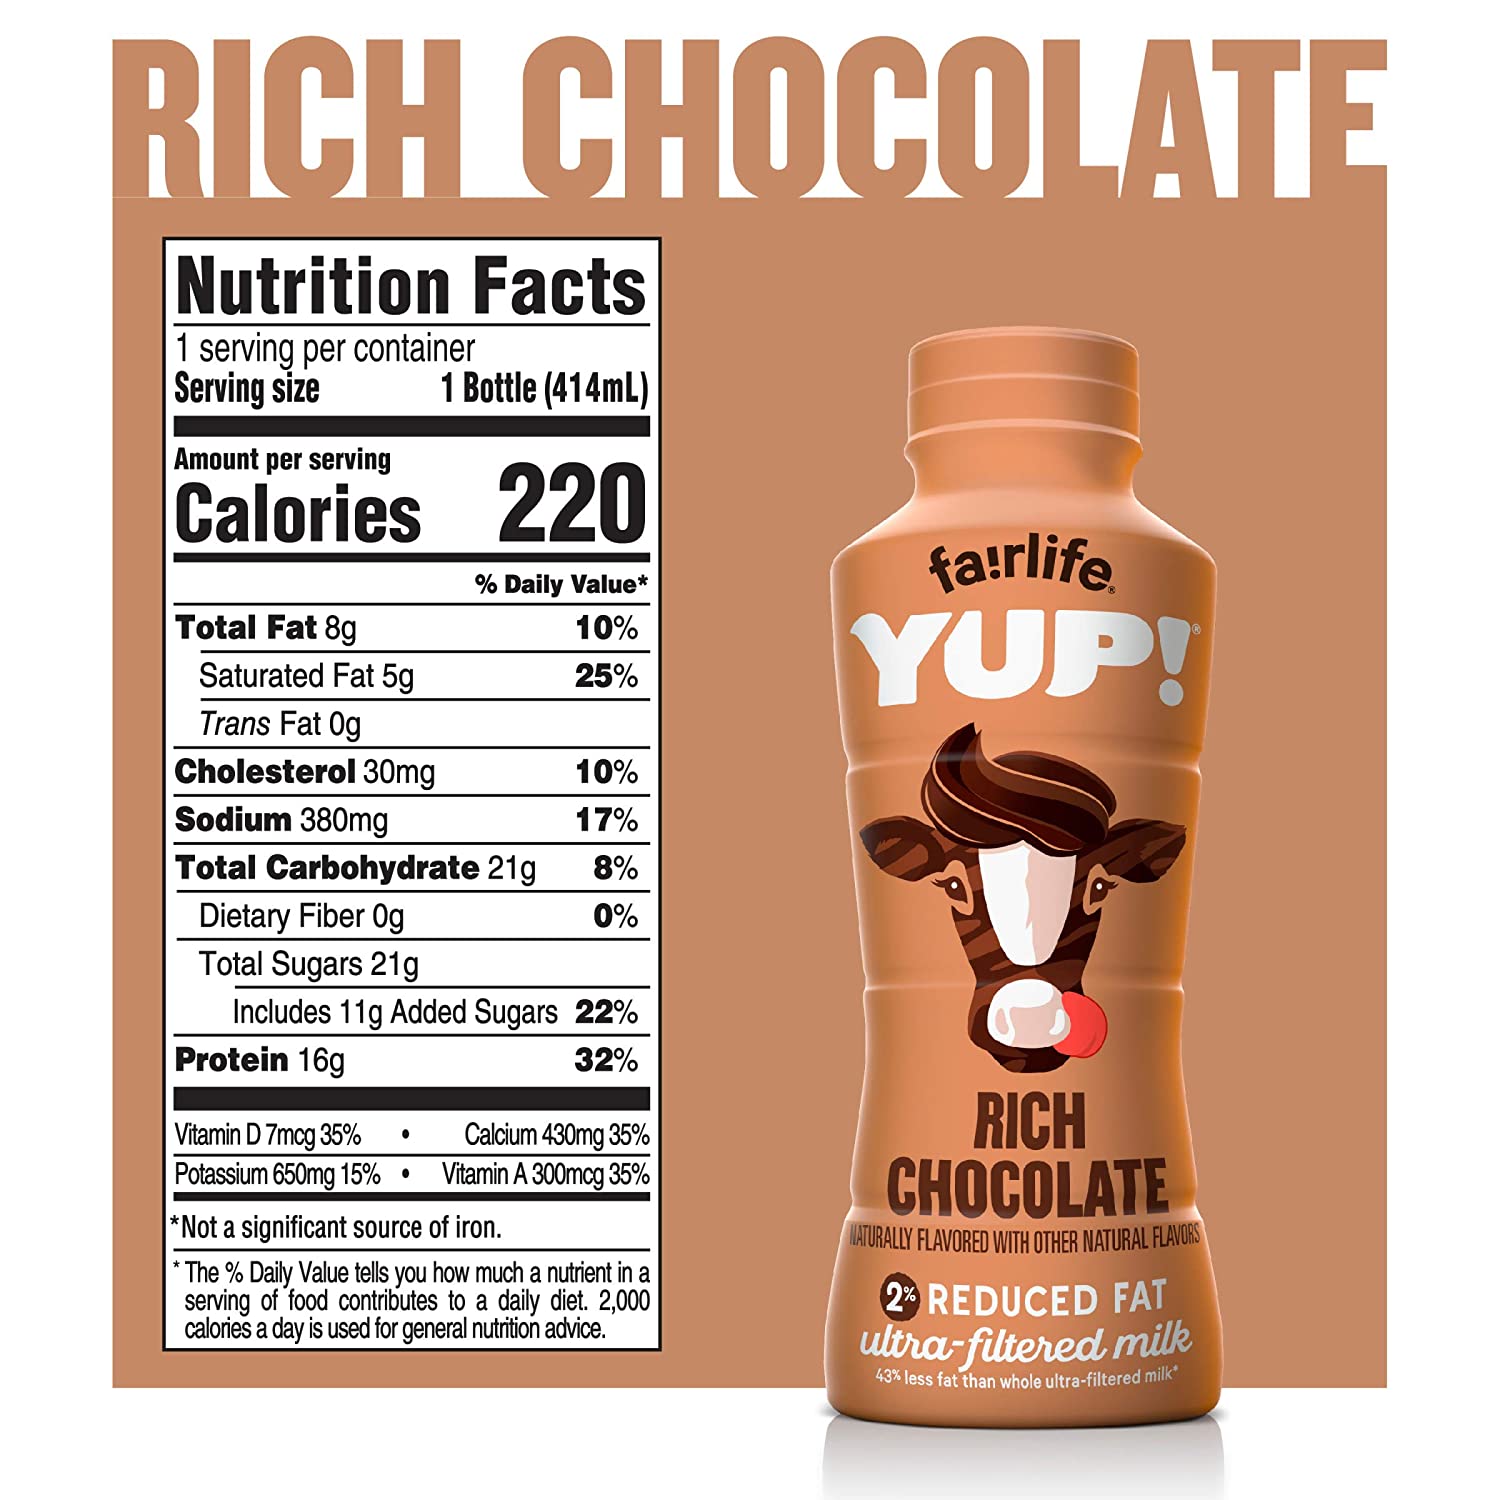 RICH CHOCOLATE
Nutrition Facts
1 serving per container
Serving size 1 Bottle (414mL)
Amount per serving
Calories 220
% Daily Value*
Total Fat 8g 10%
Saturated Fat 5g 25%
Trans Fat 0g
Cholesterol 30mg 10%
Sodium 380mg 17%
Total Carbohydrate 21g 8%
Dietary Fiber 0g 0%
Total Sugars 21g
Includes 11g Added Sugars 22%
Protein 16g 32%
Vitamin D 7mcg 35% • Calcium 430mg 35%
Potassium 650mg 15% • Vitamin A 300mcg 35%
*Not a significant source of iron.
* The % Daily Value tells you how much a nutrient in a
serving of food contributes to a daily diet. 2,000
calories a day is used for general nutrition advice.
fa!rlife®
YUP!®
RICH
CHOCOLATE
NATURALLY FLAVORED WITH OTHER NATURAL FLAVORS
2% REDUCED FAT
ultra-filtered milk
43% less fat than whole ultra-filtered milk*